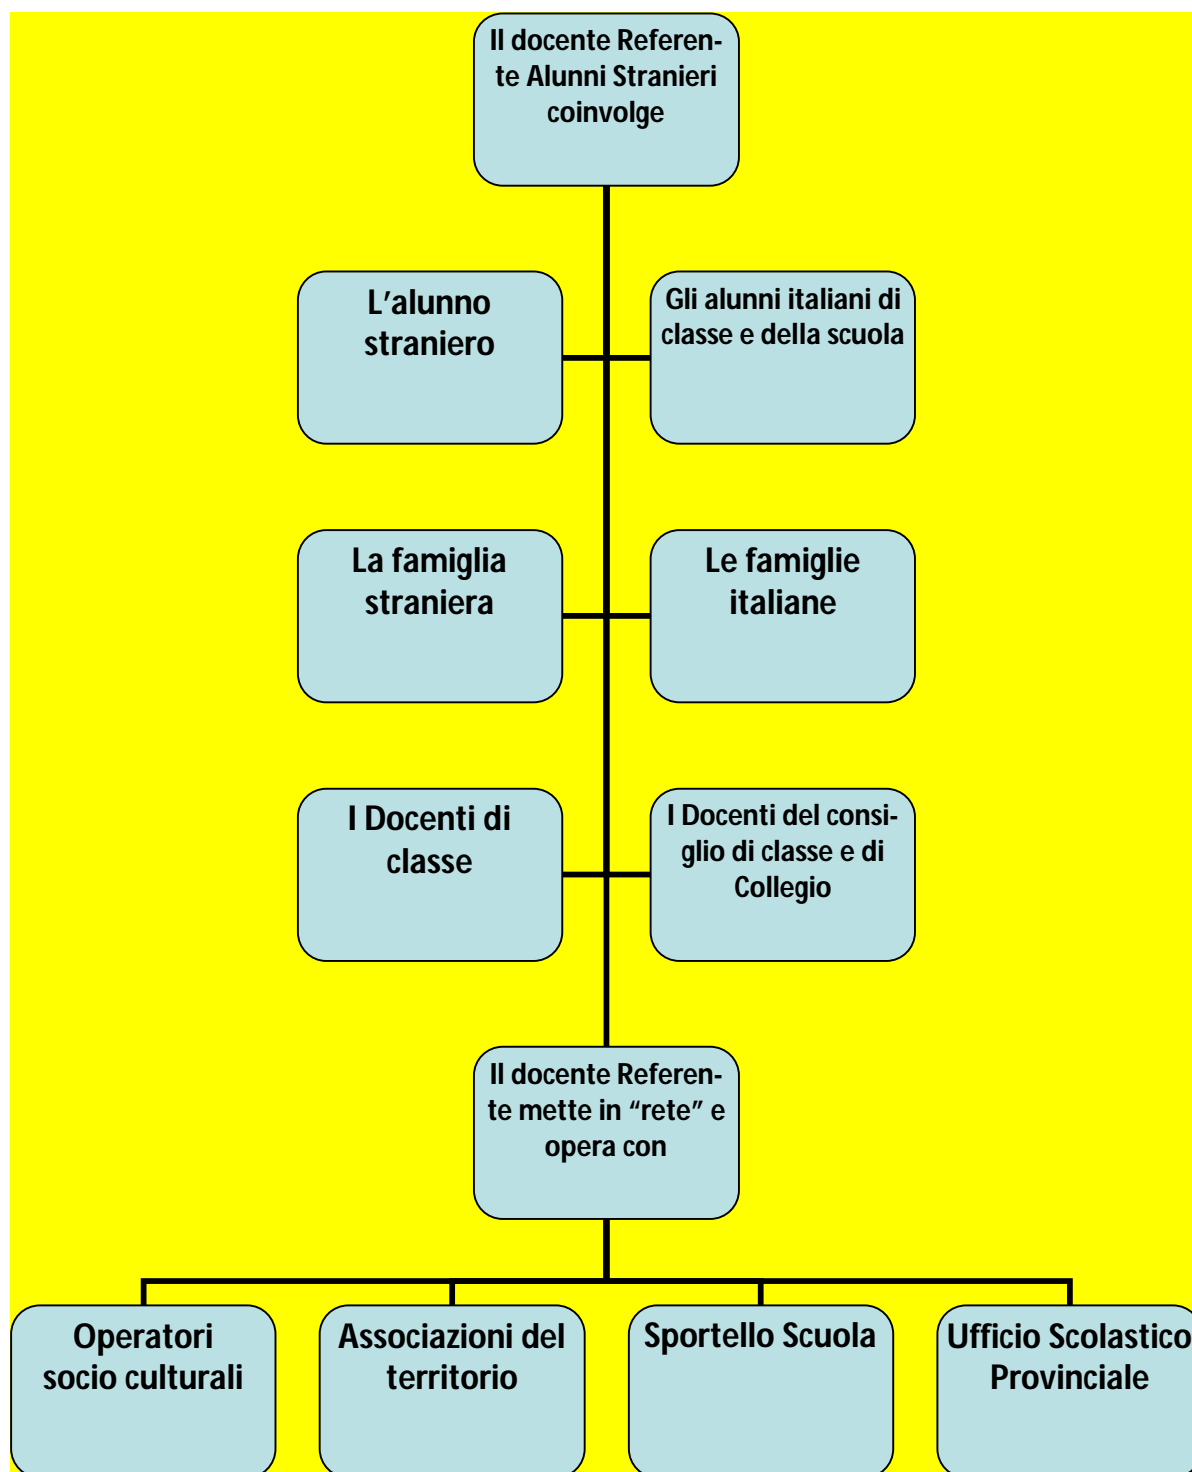 Il docente Referen-
te Alunni Stranieri
coinvolge
L’alunno
straniero
Gli alunni italiani di
classe e della scuola
La famiglia
straniera
Le famiglie
italiane
I Docenti di
classe
I Docenti del consi-
glio di classe e di
Collegio
Il docente Referen-
te mette in “rete” e
opera con
Operatori
socio culturali
Associazioni del
territorio
Sportello Scuola
Ufficio Scolastico
Provinciale